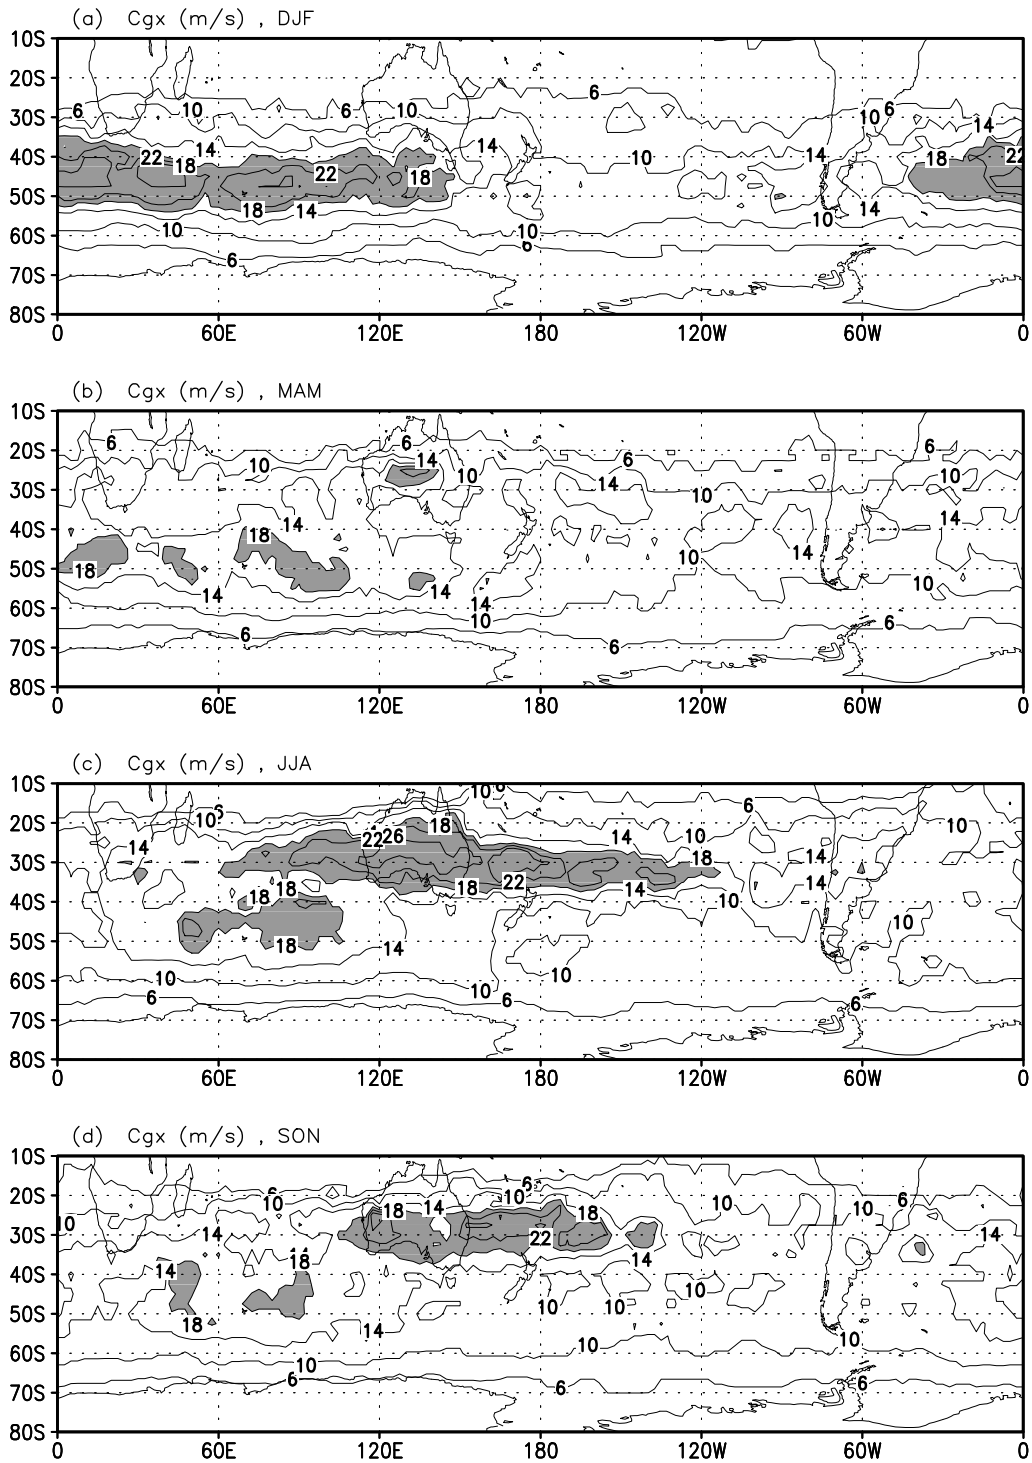 (a) Cgx (m/s) , DJF
10S
6
20S
6 10 6 10 10 6
30S
14 14 14
40S
22 18 10 14 18 22
22 18
50S
18 14 14
10 10 10
60S
6 6
70S
80S
0 60E 120E 180 120W 60W 0
(b) Cgx (m/s) , MAM
10S
20S
6 6 6 6
10 14 10 10
30S
14 10
14 14
40S
18
10 14
50S
18 14 14 10
60S
14 10
6 6 6
70S
80S
0 60E 120E 180 120W 60W 0
(c) Cgx (m/s) , JJA
10S
10 6
6 6
20S
10 18 10
22 26 14 10
14 18 14
30S
18 18 18 22 14 14
40S
10
10
50S
18 14
10 10
60S
10
6 6 6
70S
80S
0 60E 120E 180 120W 60W 0
(d) Cgx (m/s) , SON
10S
6 6
20S
10 10 10 6
10 18 14 18
30S
14 22 14
18 14
40S
14
10 10 10
50S
18 14
10 10
60S
10
6 6 6
70S
80S
0 60E 120E 180 120W 60W 0